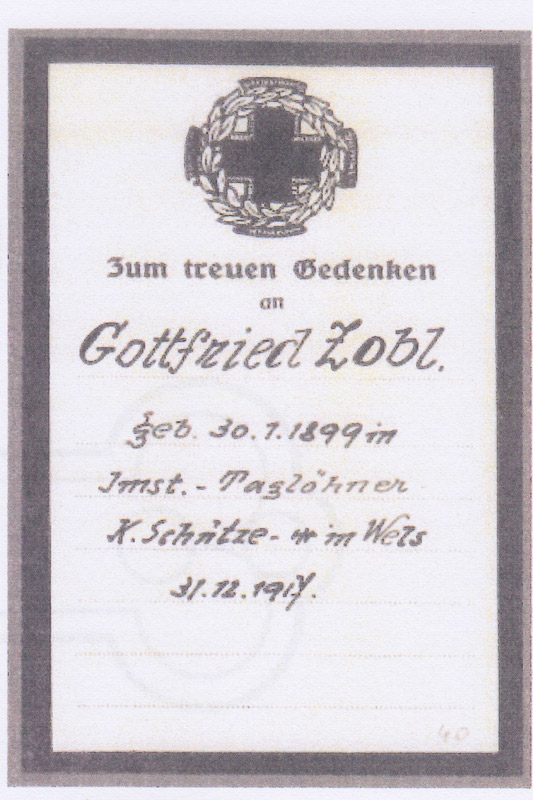 Zum treuen Gedenken
an
Gottfried Zobl.
geb. 30.7.1899 in
Imst. - Taglöhner
K. Schütze - in Wels
31.12.1917.
40